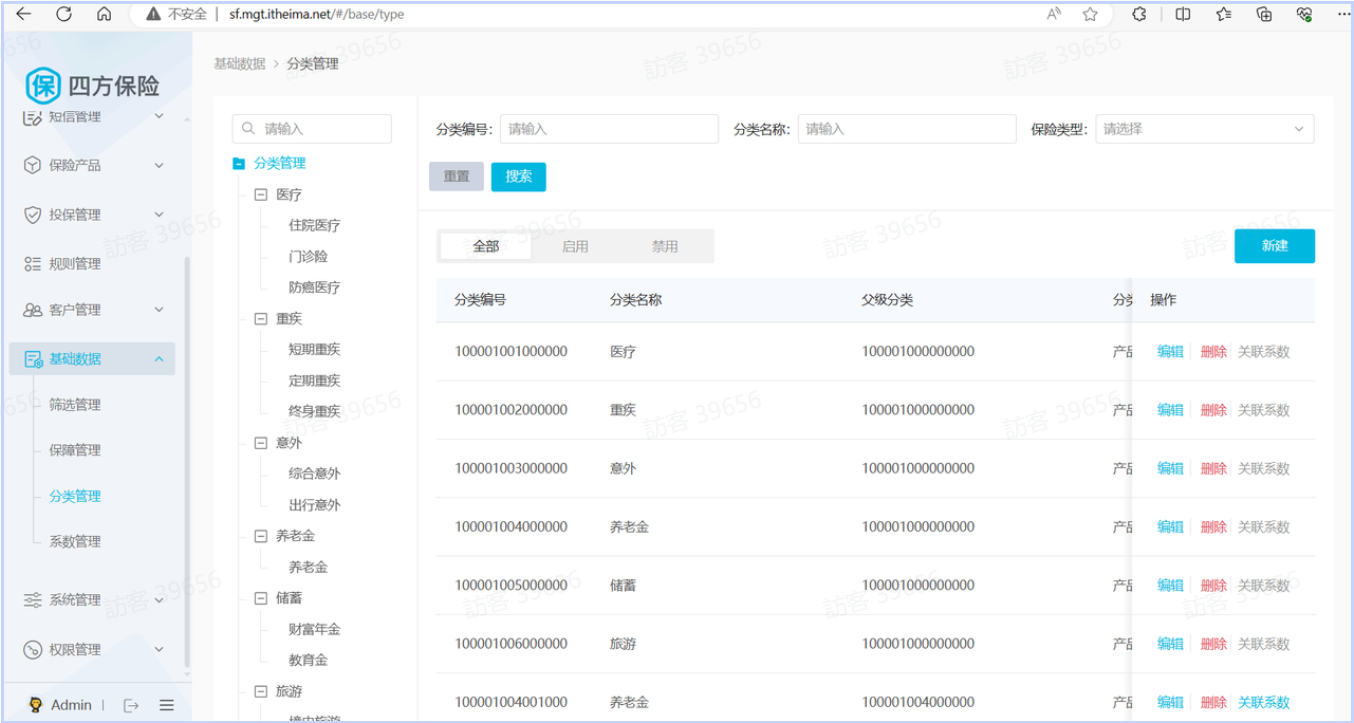 不安全 sf.mgt.itheima.net/#/base/type
基础数据 > 分类管理
四方保险
短信管理
保险产品
投保管理
规则管理
客户管理
基础数据
筛选管理
保障管理
分类管理
系数管理
系统管理
权限管理
Admin
请输入
分类管理
医疗
住院医疗
门诊险
防癌医疗
重疾
短期重疾
定期重疾
终身重疾
意外
综合意外
出行意外
养老金
养老金
储蓄
财富年金
教育金
旅游
境内旅游
分类编号: 请输入 分类名称: 请输入 保险类型: 请选择
重置 搜索
全部 启用 禁用 新建
分类编号 分类名称 父级分类 分类 操作
100001001000000 医疗 100001000000000 产品 编辑 删除 关联系数
100001002000000 重疾 100001000000000 产品 编辑 删除 关联系数
100001003000000 意外 100001000000000 产品 编辑 删除 关联系数
100001004000000 养老金 100001000000000 产品 编辑 删除 关联系数
100001005000000 储蓄 100001000000000 产品 编辑 删除 关联系数
100001006000000 旅游 100001000000000 产品 编辑 删除 关联系数
100001004001000 养老金 100001004000000 产品 编辑 删除 关联系数
訪客 39656